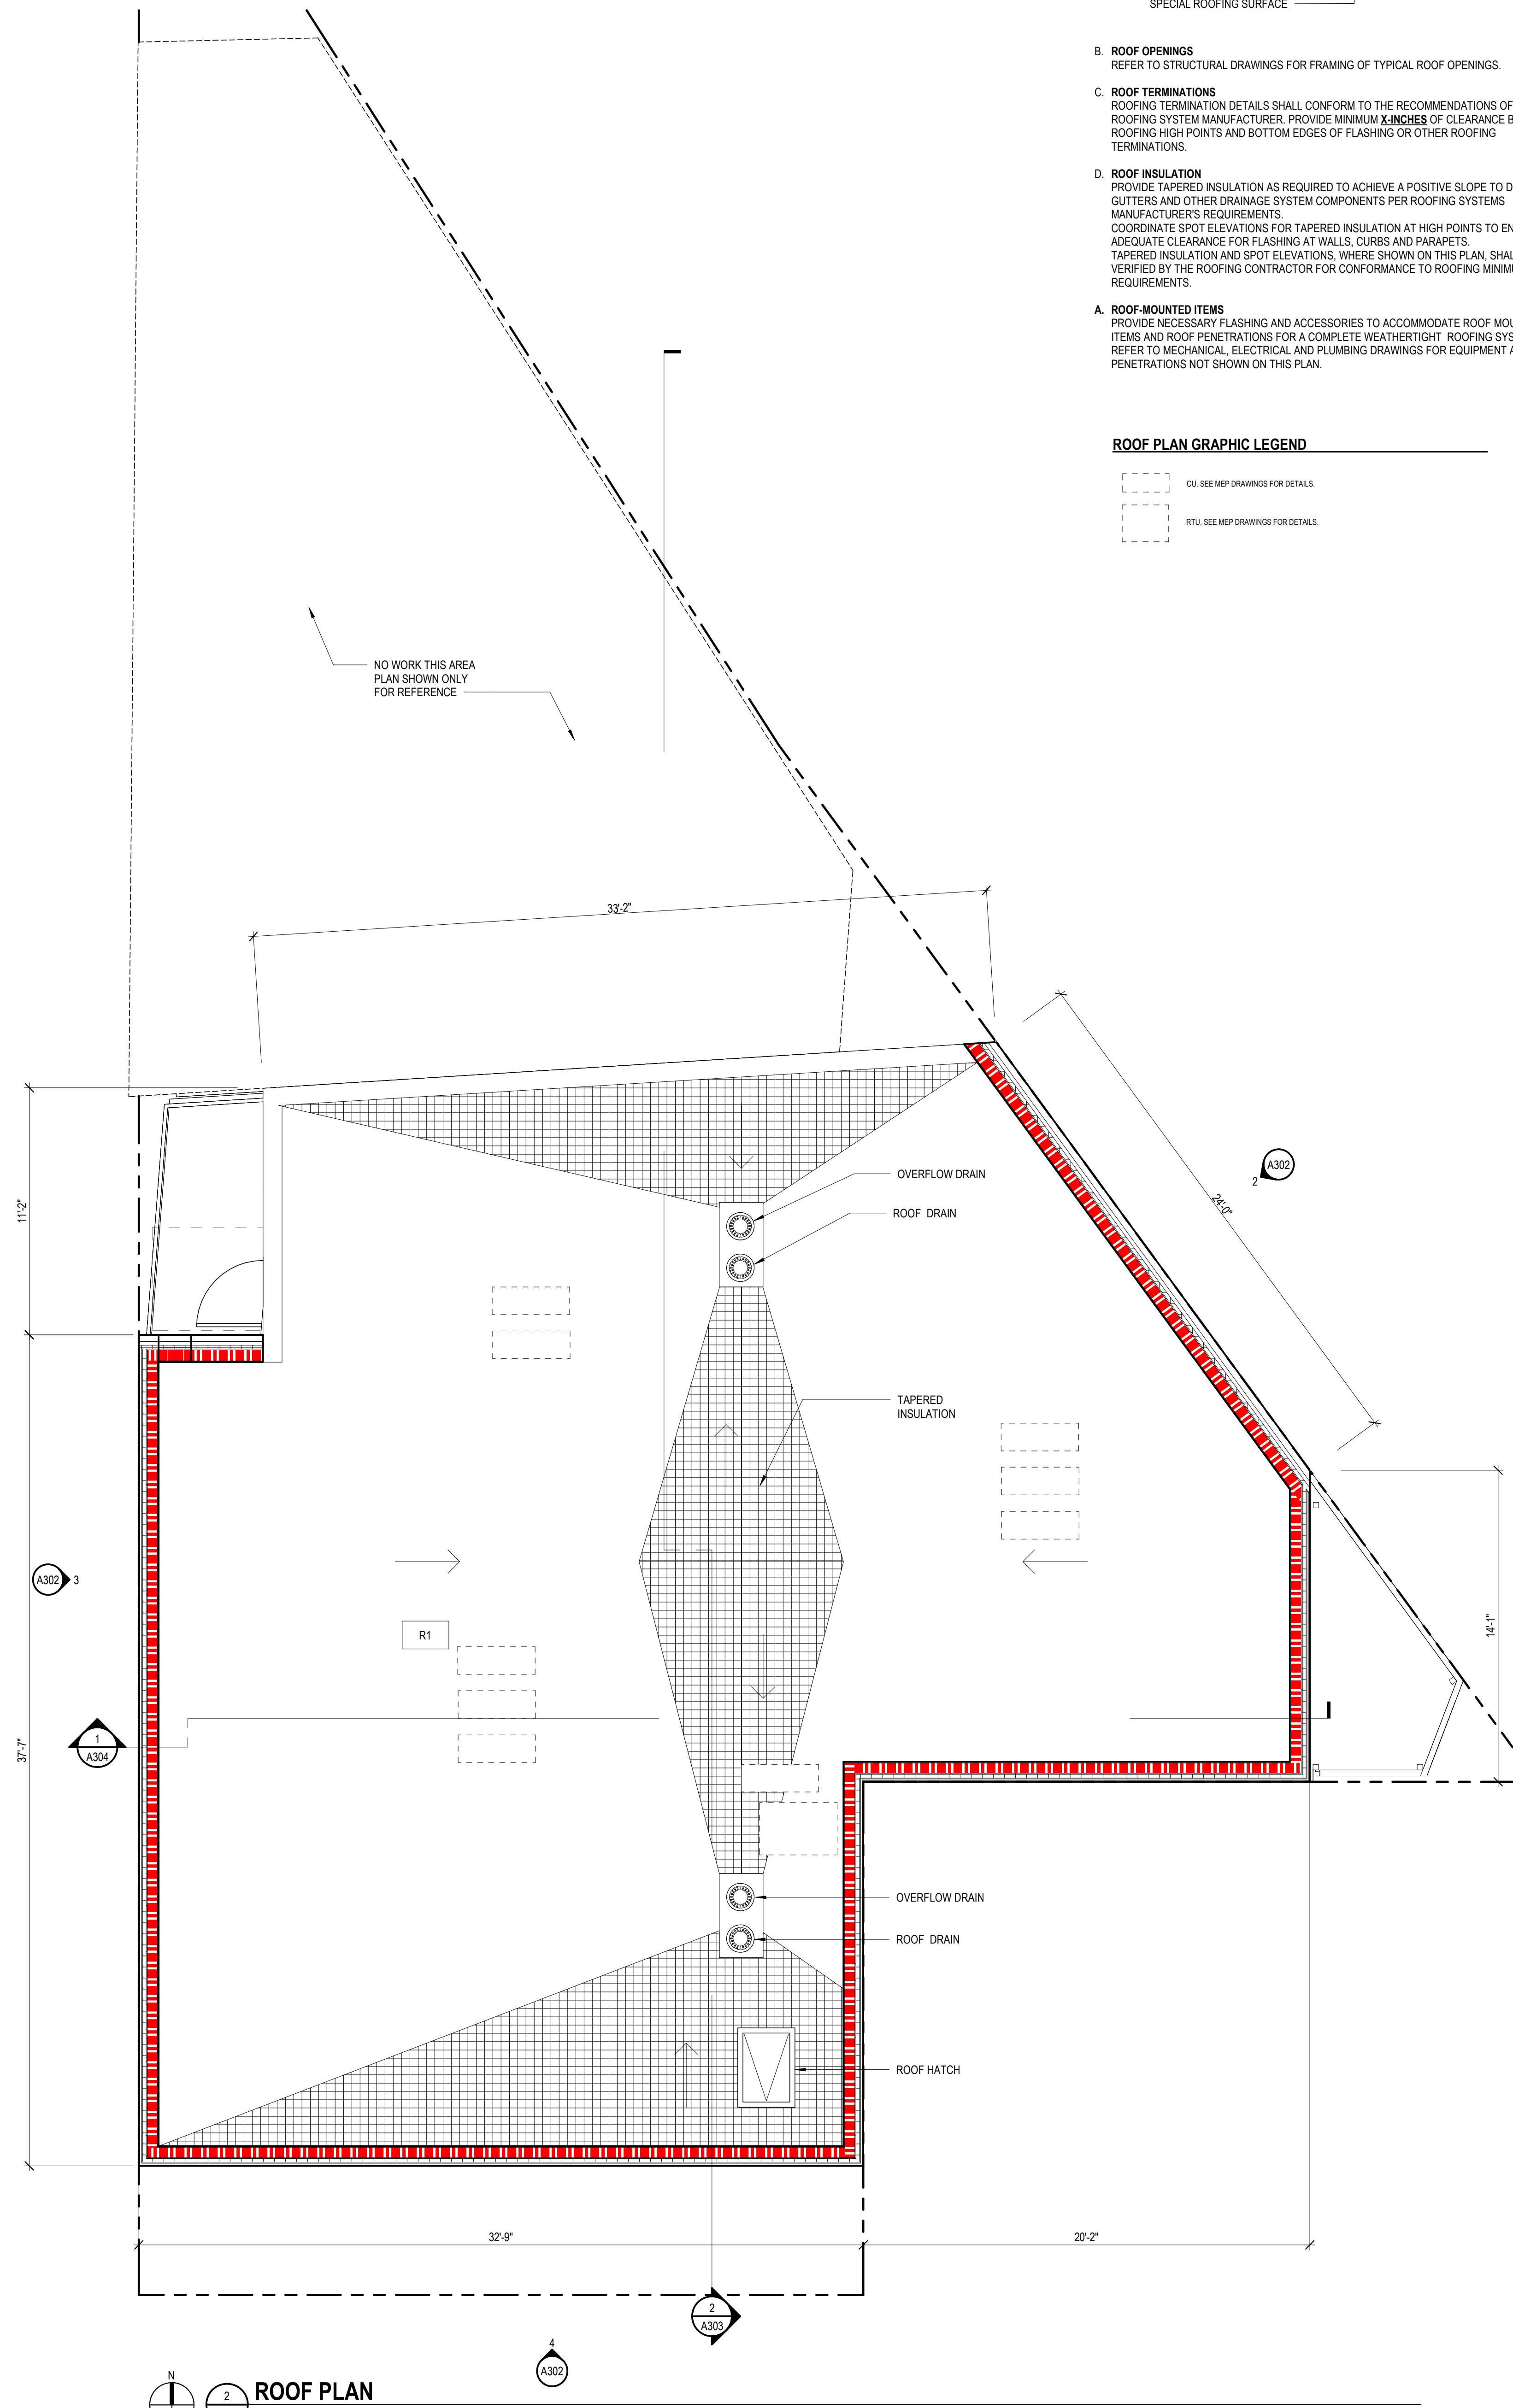 SPECIAL ROOFING SURFACE
B. ROOF OPENINGS
REFER TO STRUCTURAL DRAWINGS FOR FRAMING OF TYPICAL ROOF OPENINGS.
C. ROOF TERMINATIONS
ROOFING TERMINATION DETAILS SHALL CONFORM TO THE RECOMMENDATIONS OF
ROOFING SYSTEM MANUFACTURER. PROVIDE MINIMUM X-INCHES OF CLEARANCE
ROOFING HIGH POINTS AND BOTTOM EDGES OF FLASHING OR OTHER ROOFING
TERMINATIONS.
D. ROOF INSULATION
PROVIDE TAPERED INSULATION AS REQUIRED TO ACHIEVE A POSITIVE SLOPE TO
GUTTERS AND OTHER DRAINAGE SYSTEM COMPONENTS PER ROOFING SYSTEMS
MANUFACTURER'S REQUIREMENTS.
COORDINATE SPOT ELEVATIONS FOR TAPERED INSULATION AT HIGH POINTS TO
ADEQUATE CLEARANCE FOR FLASHING AT WALLS, CURBS AND PARAPETS.
TAPERED INSULATION AND SPOT ELEVATIONS, WHERE SHOWN ON THIS PLAN,
VERIFIED BY THE ROOFING CONTRACTOR FOR CONFORMANCE TO ROOFING
REQUIREMENTS.
A. ROOF-MOUNTED ITEMS
PROVIDE NECESSARY FLASHING AND ACCESSORIES TO ACCOMMODATE ROOF
ITEMS AND ROOF PENETRATIONS FOR A COMPLETE WEATHERTIGHT ROOFING
REFER TO MECHANICAL, ELECTRICAL AND PLUMBING DRAWINGS FOR EQUIPMENT
PENETRATIONS NOT SHOWN ON THIS PLAN.
ROOF PLAN GRAPHIC LEGEND
CU. SEE MEP DRAWINGS FOR DETAILS.
RTU. SEE MEP DRAWINGS FOR DETAILS.
NO WORK THIS AREA
PLAN SHOWN ONLY
FOR REFERENCE
33'-2"
24'-0"
A302
2
11'-2"
OVERFLOW DRAIN
ROOF DRAIN
TAPERED
INSULATION
A302
3
R1
14'-1"
37'-7"
1
A304
OVERFLOW DRAIN
ROOF DRAIN
ROOF HATCH
32'-9"
20'-2"
2
A303
4
A302
N
2
ROOF PLAN